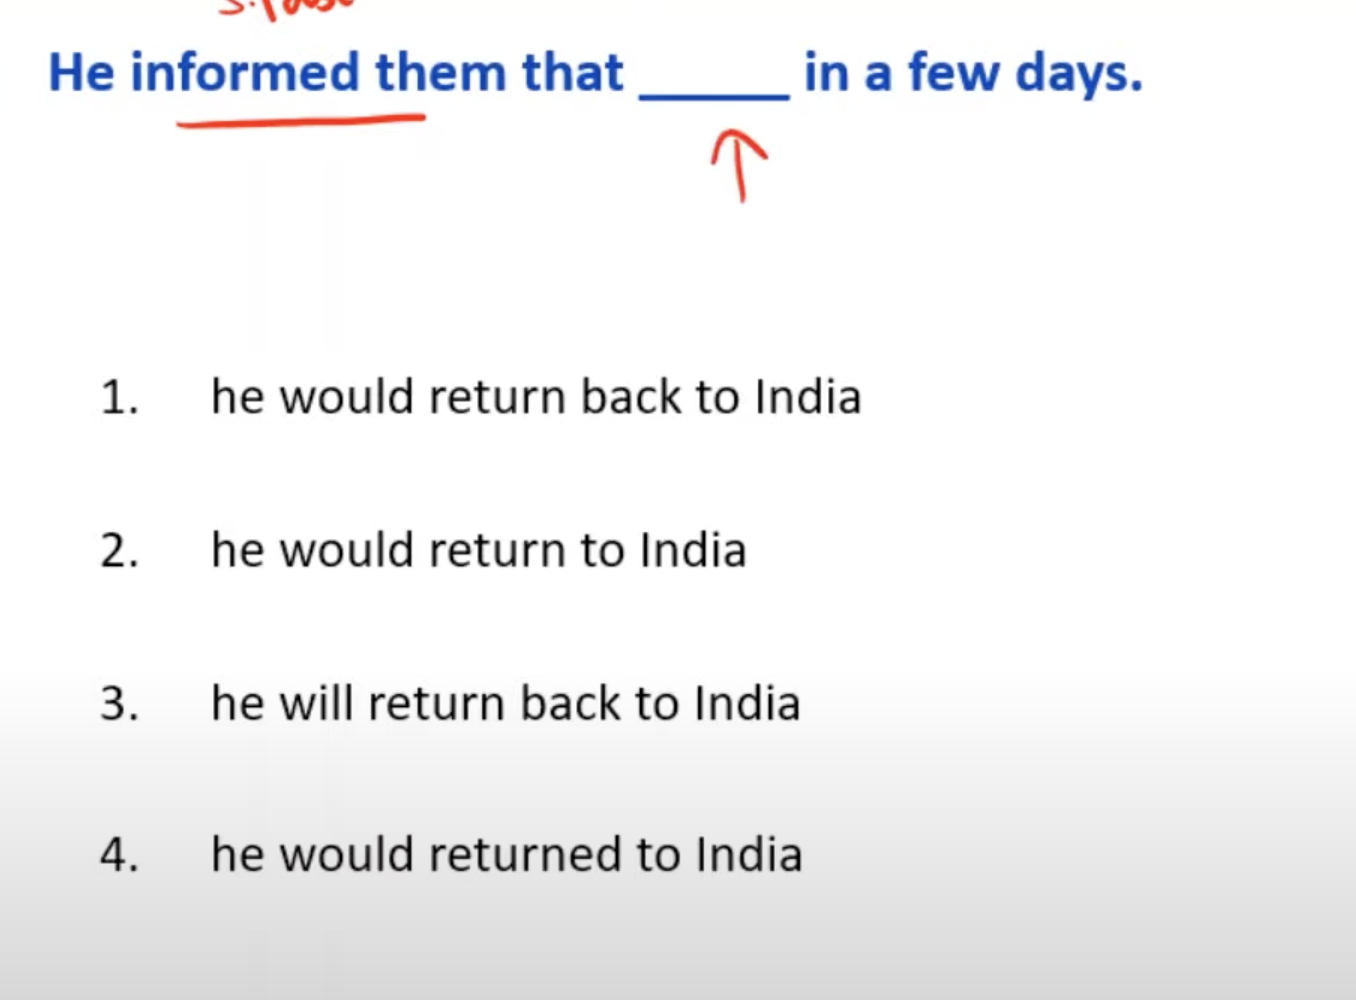 He informed them that _____ in a few days.
1. he would return back to India
2. he would return to India
3. he will return back to India
4. he would returned to India